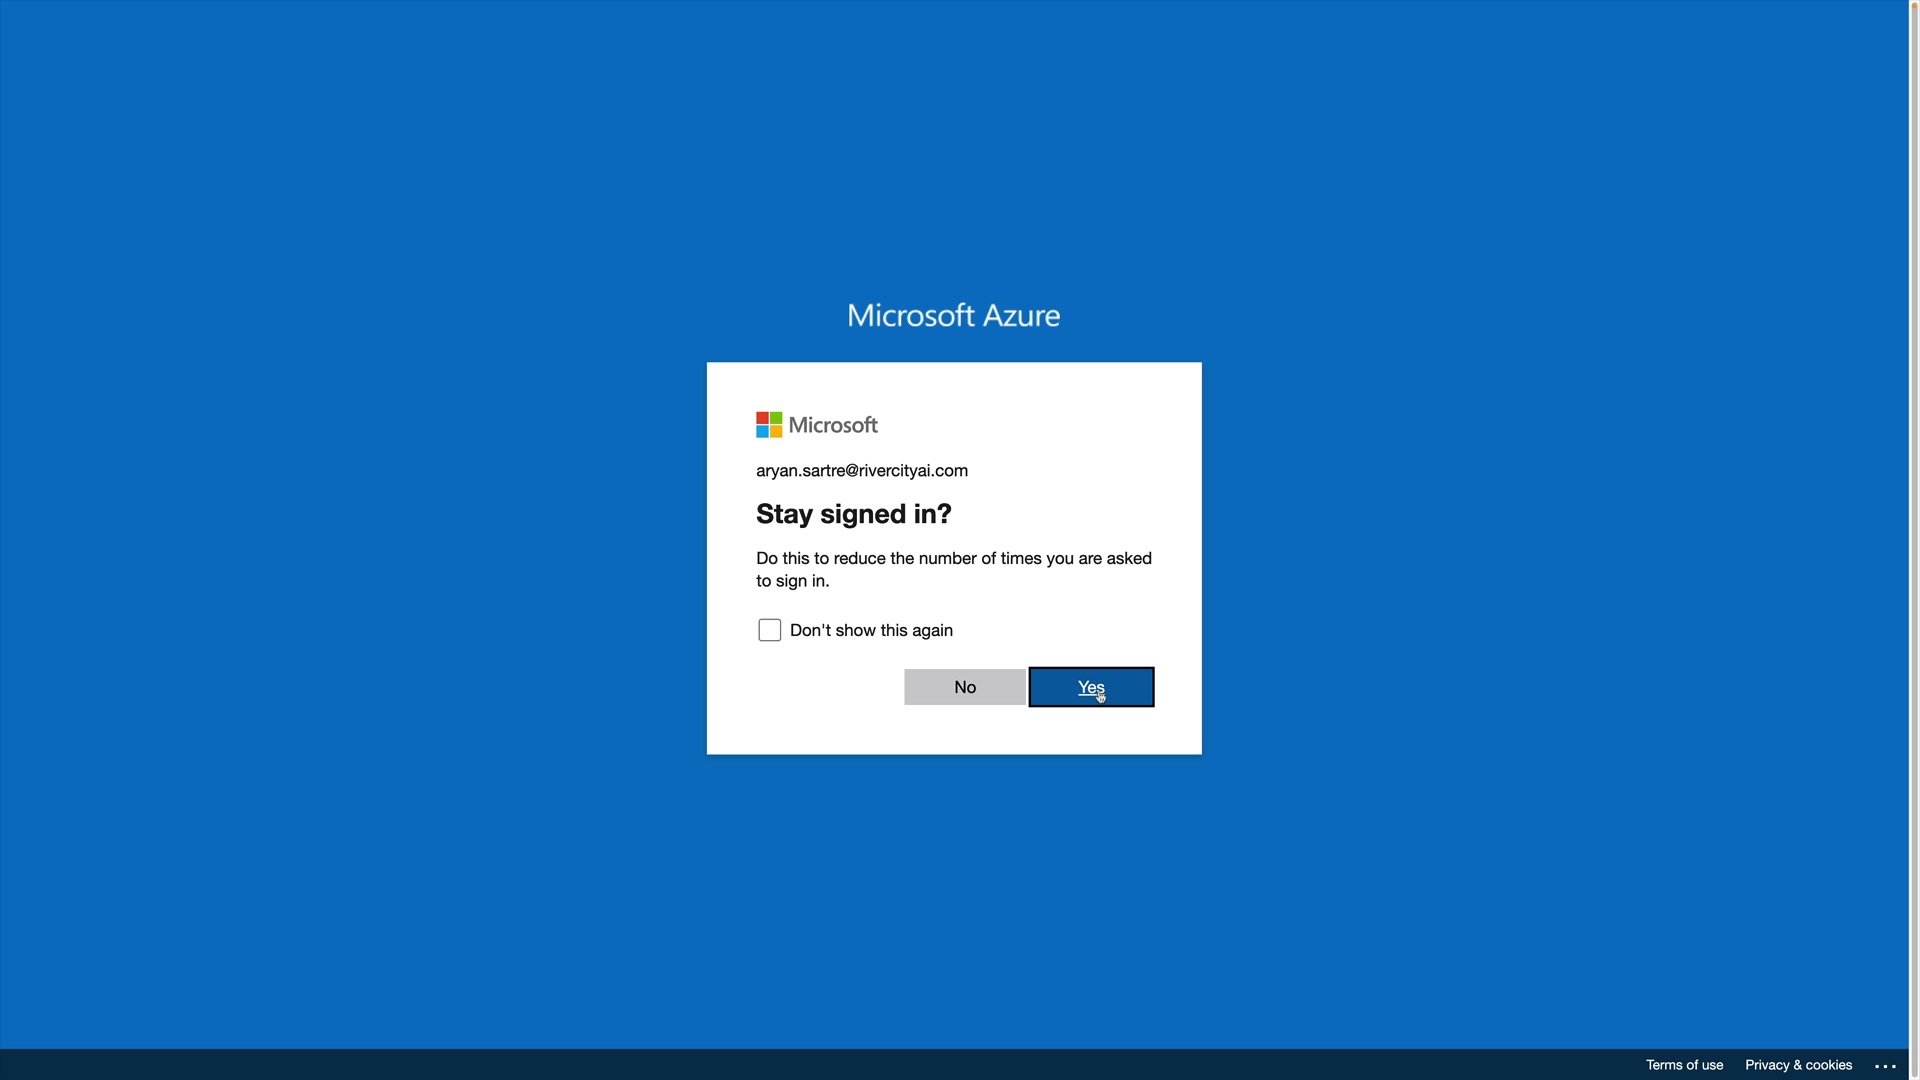 Microsoft Azure
Microsoft
aryan.sartre@rivercityai.com
Stay signed in?
Do this to reduce the number of times you are asked
to sign in.
Don't show this again
No
Yes
Terms of use
Privacy & cookies
...